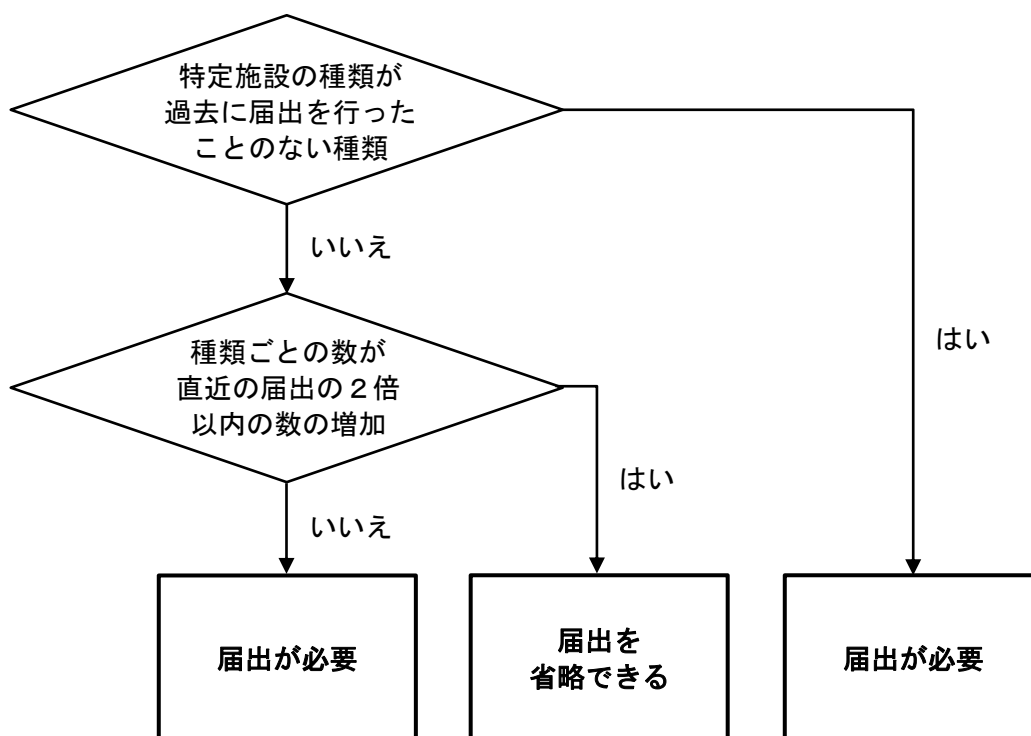 特定施設の種類が
過去に届出を行った
ことのない種類
いいえ
はい
種類ごとの数が
直近の届出の２倍
以内の数の増加
はい
いいえ
届出が必要
届出を
省略できる
届出が必要